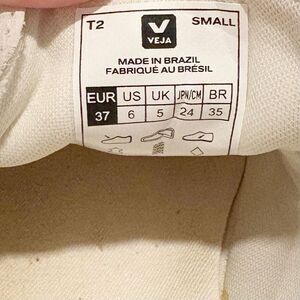 T2 SMALL
VEJA
MADE IN BRAZIL
FABRIQUÉ AU BRÉSIL
EUR US UK JPN/CM BR
37 6 5 24 35